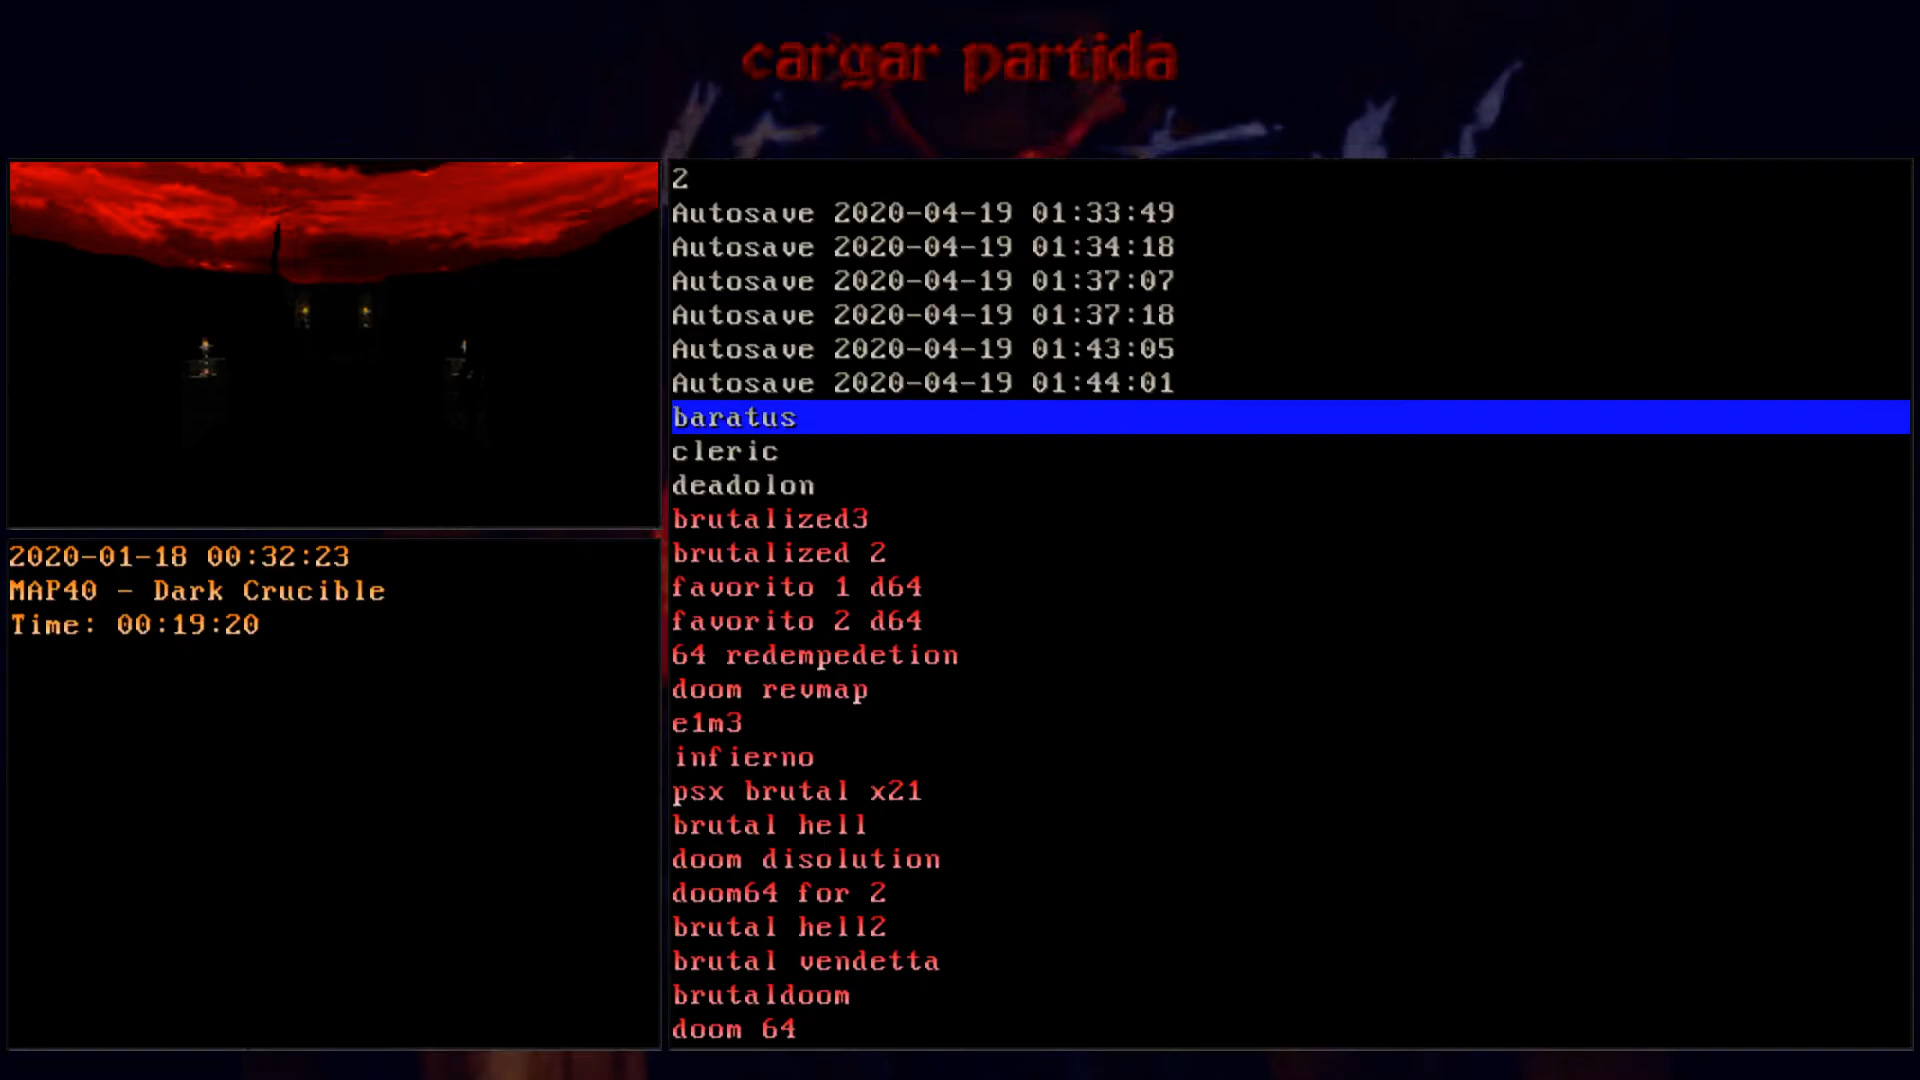 cargar partida
2020-01-18 00:32:23
MAP40 - Dark Crucible
Time: 00:19:20
2
Autosave 2020-04-19 01:33:49
Autosave 2020-04-19 01:34:18
Autosave 2020-04-19 01:37:07
Autosave 2020-04-19 01:37:18
Autosave 2020-04-19 01:43:05
Autosave 2020-04-19 01:44:01
baratus
cleric
deadolon
brutalized3
brutalized 2
favorito 1 d64
favorito 2 d64
64 redempedetion
doom revmap
e1m3
infierno
psx brutal x21
brutal hell
doom disolution
doom64 for 2
brutal hell2
brutal vendetta
brutaldoom
doom 64